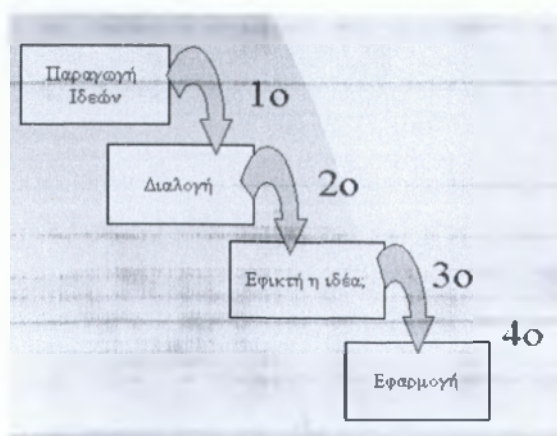 Παραγωγή
Ιδεών
1ο
Διαλογή
2ο
Εφικτή η ιδέα;
3ο
4ο
Εφαρμογή